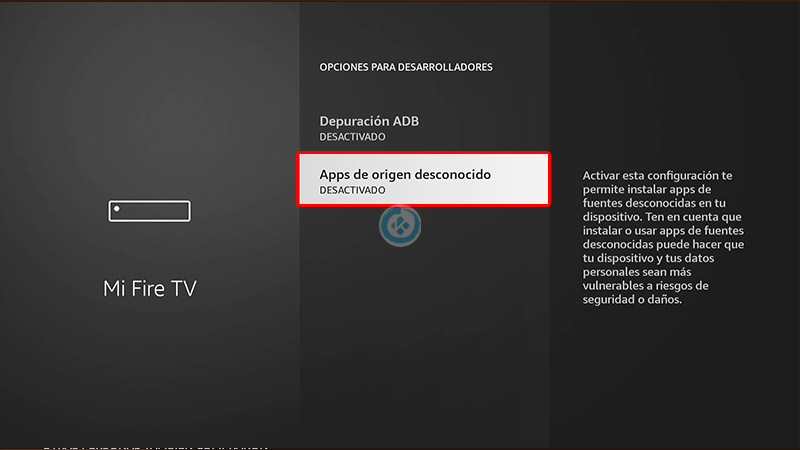 OPCIONES PARA DESARROLLADORES
Depuración ADB
DESACTIVADO
Apps de origen desconocido
DESACTIVADO
Mi Fire TV
Activar esta configuración te
permite instalar apps de
fuentes desconocidas en tu
dispositivo. Ten en cuenta que
instalar o usar apps de fuentes
desconocidas puede hacer que
tu dispositivo y tus datos
personales sean más
vulnerables a riesgos de
seguridad o daños.